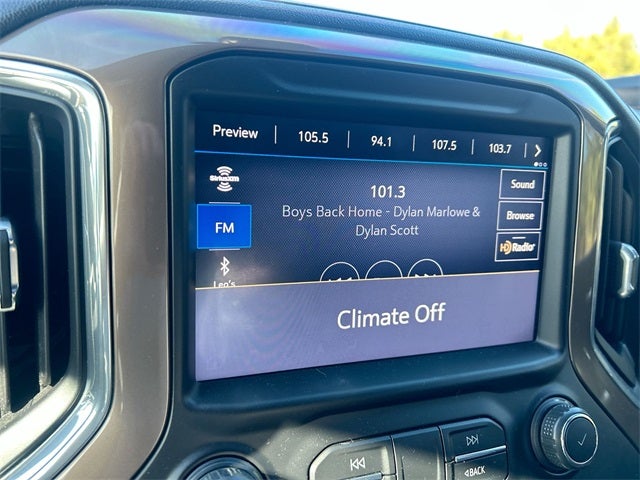 Preview 105.5 94.1 107.5 103.7
SiriusXM
101.3
Sound
FM
Boys Back Home - Dylan Marlowe &
Dylan Scott
Browse
HD Radio
Leo's
Climate Off
BACK